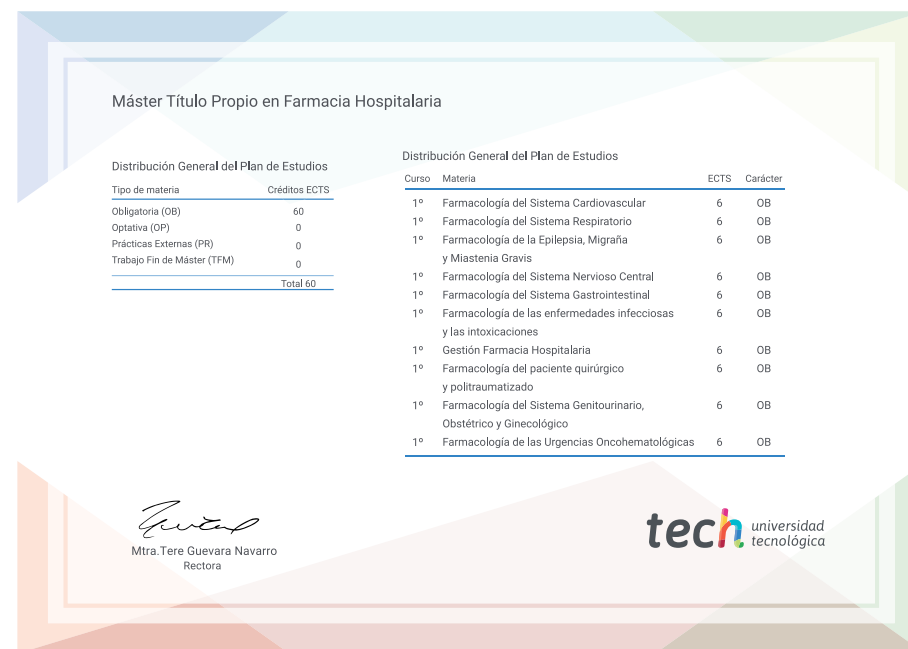 Máster Título Propio en Farmacia Hospitalaria
Distribución General del Plan de Estudios
Tipo de materia Créditos ECTS
Obligatoria (OB) 60
Optativa (OP) 0
Prácticas Externas (PR) 0
Trabajo Fin de Máster (TFM) 0
Total 60
Distribución General del Plan de Estudios
Curso Materia ECTS Carácter
1º Farmacología del Sistema Cardiovascular 6 OB
1º Farmacología del Sistema Respiratorio 6 OB
1º Farmacología de la Epilepsia, Migraña 6 OB
y Miastenia Gravis
1º Farmacología del Sistema Nervioso Central 6 OB
1º Farmacología del Sistema Gastrointestinal 6 OB
1º Farmacología de las enfermedades infecciosas 6 OB
y las intoxicaciones
1º Gestión Farmacia Hospitalaria 6 OB
1º Farmacología del paciente quirúrgico 6 OB
y politraumatizado
1º Farmacología del Sistema Genitourinario, 6 OB
Obstétrico y Ginecológico
1º Farmacología de las Urgencias Oncohematológicas 6 OB
Mtra.Tere Guevara Navarro
Rectora
tech universidad
tecnológica